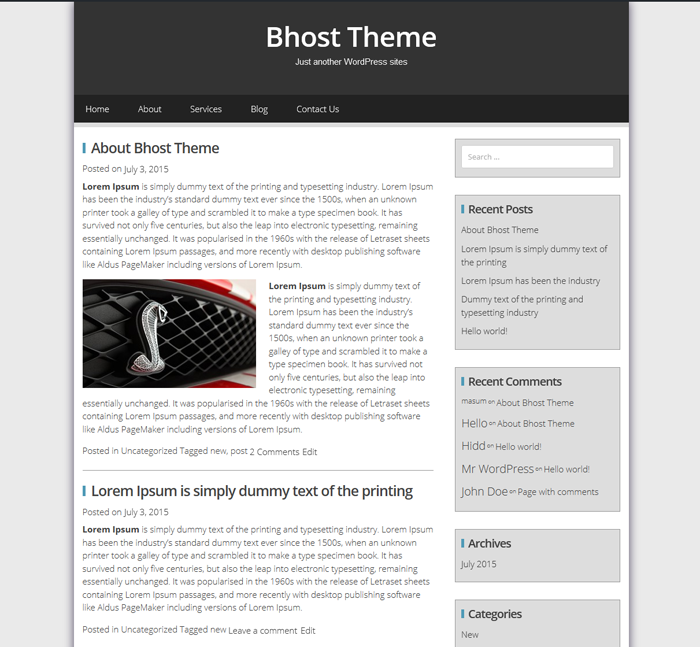 Bhost Theme
Just another WordPress sites
Home About Services Blog Contact Us
About Bhost Theme
Posted on July 3, 2015
Lorem Ipsum is simply dummy text of the printing and typesetting industry. Lorem Ipsum
has been the industry's standard dummy text ever since the 1500s, when an unknown
printer took a galley of type and scrambled it to make a type specimen book. It has
survived not only five centuries, but also the leap into electronic typesetting, remaining
essentially unchanged. It was popularised in the 1960s with the release of Letraset sheets
containing Lorem Ipsum passages, and more recently with desktop publishing software
like Aldus PageMaker including versions of Lorem Ipsum.
Lorem Ipsum is simply dummy text of
the printing and typesetting industry.
Lorem Ipsum has been the industry's
standard dummy text ever since the
1500s, when an unknown printer took a
galley of type and scrambled it to make a
type specimen book. It has survived not
only five centuries, but also the leap into
electronic typesetting, remaining
essentially unchanged. It was popularised in the 1960s with the release of Letraset sheets
containing Lorem Ipsum passages, and more recently with desktop publishing software
like Aldus PageMaker including versions of Lorem Ipsum.
Posted in Uncategorized Tagged new, post 2 Comments Edit
Lorem Ipsum is simply dummy text of the printing
Posted on July 3, 2015
Lorem Ipsum is simply dummy text of the printing and typesetting industry. Lorem Ipsum
has been the industry's standard dummy text ever since the 1500s, when an unknown
printer took a galley of type and scrambled it to make a type specimen book. It has
survived not only five centuries, but also the leap into electronic typesetting, remaining
essentially unchanged. It was popularised in the 1960s with the release of Letraset sheets
containing Lorem Ipsum passages, and more recently with desktop publishing software
like Aldus PageMaker including versions of Lorem Ipsum.
Posted in Uncategorized Tagged new Leave a comment Edit
Search ...
Recent Posts
About Bhost Theme
Lorem Ipsum is simply dummy text of
the printing
Lorem Ipsum has been the industry
Dummy text of the printing and
typesetting industry
Hello world!
Recent Comments
masum on About Bhost Theme
Hello on About Bhost Theme
Hidd on Hello world!
Mr WordPress on Hello world!
John Doe on Page with comments
Archives
July 2015
Categories
New